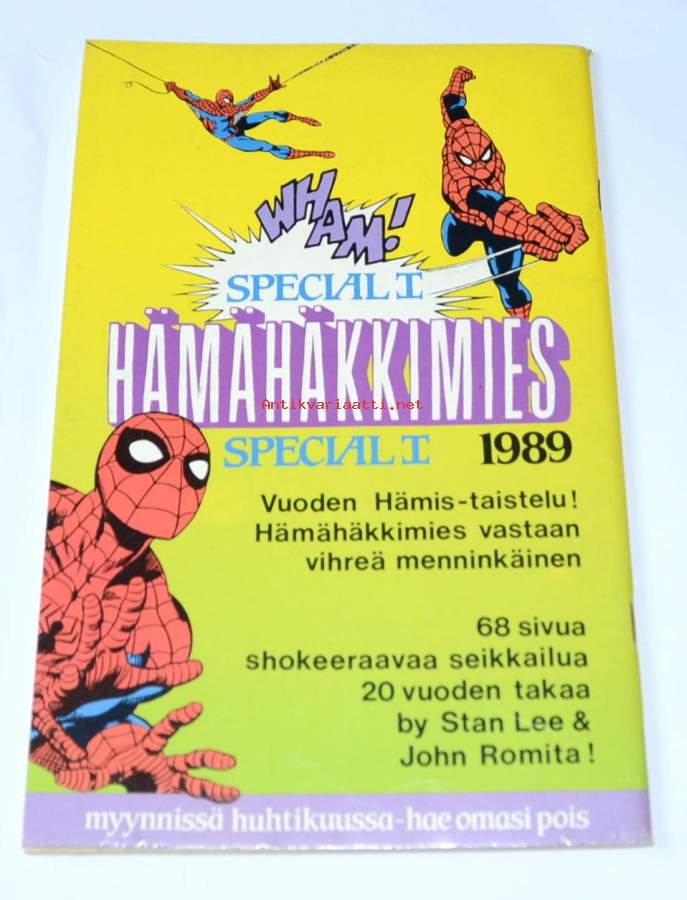 WHAM!
SPECIAL I
HÄMÄHÄKKIMIES
Antikvariaatti.net
SPECIAL I 1989
Vuoden Hämis-taistelu!
Hämähäkkimies vastaan
vihreä menninkäinen
68 sivua
shokeeraavaa seikkailua
20 vuoden takaa
by Stan Lee &
John Romita!
myynnissä huhtikuussa-hae omasi pois